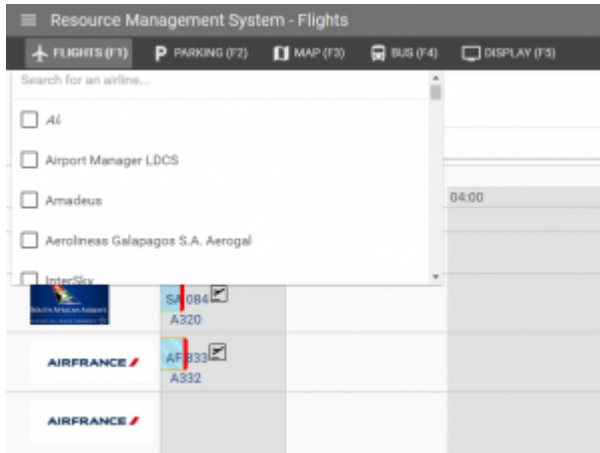 Resource Management System - Flights
FLIGHTS (F1) PARKING (F2) MAP (F3) BUS (F4) DISPLAY (F5)
Search for an airline...
All
Airport Manager LDCS
Amadeus
04:00
Aerolineas Galapagos S.A. Aerogal
InterSky
SOUTH AFRICAN AIRWAYS
SA 084
A320
AIRFRANCE
AF 833
A332
AIRFRANCE